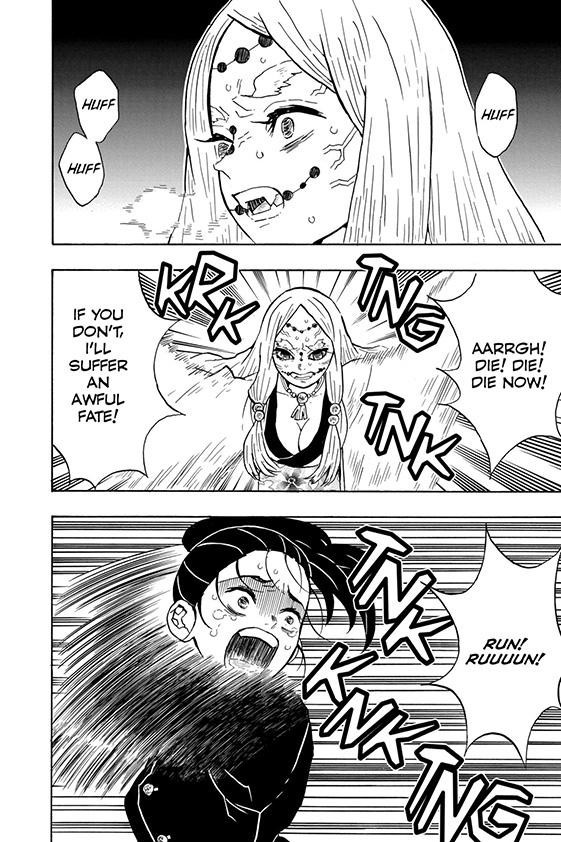 HUFF
HUFF
HUFF
TNG
KRK
AARRGH!
DIE! DIE!
DIE NOW!
TNK
IF YOU
DON'T,
I'LL
SUFFER
AN
AWFUL
FATE!
TNK
RUN!
RUUUUN!
KNK
TNG